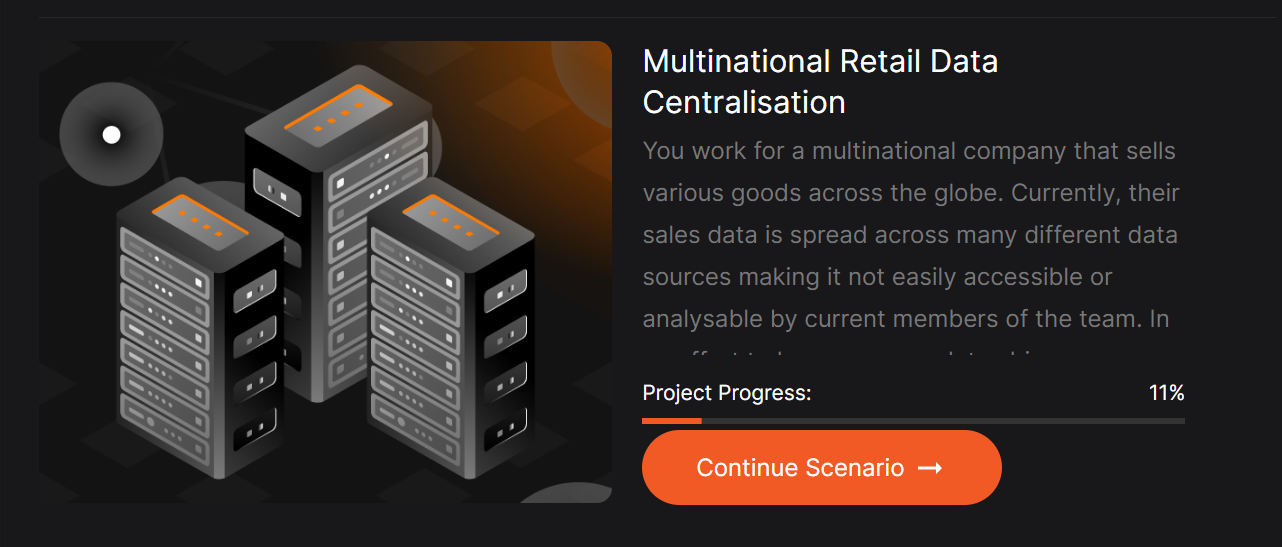 Multinational Retail Data
Centralisation
You work for a multinational company that sells
various goods across the globe. Currently, their
sales data is spread across many different data
sources making it not easily accessible or
analysable by current members of the team. In
Project Progress:
11%
Continue Scenario →